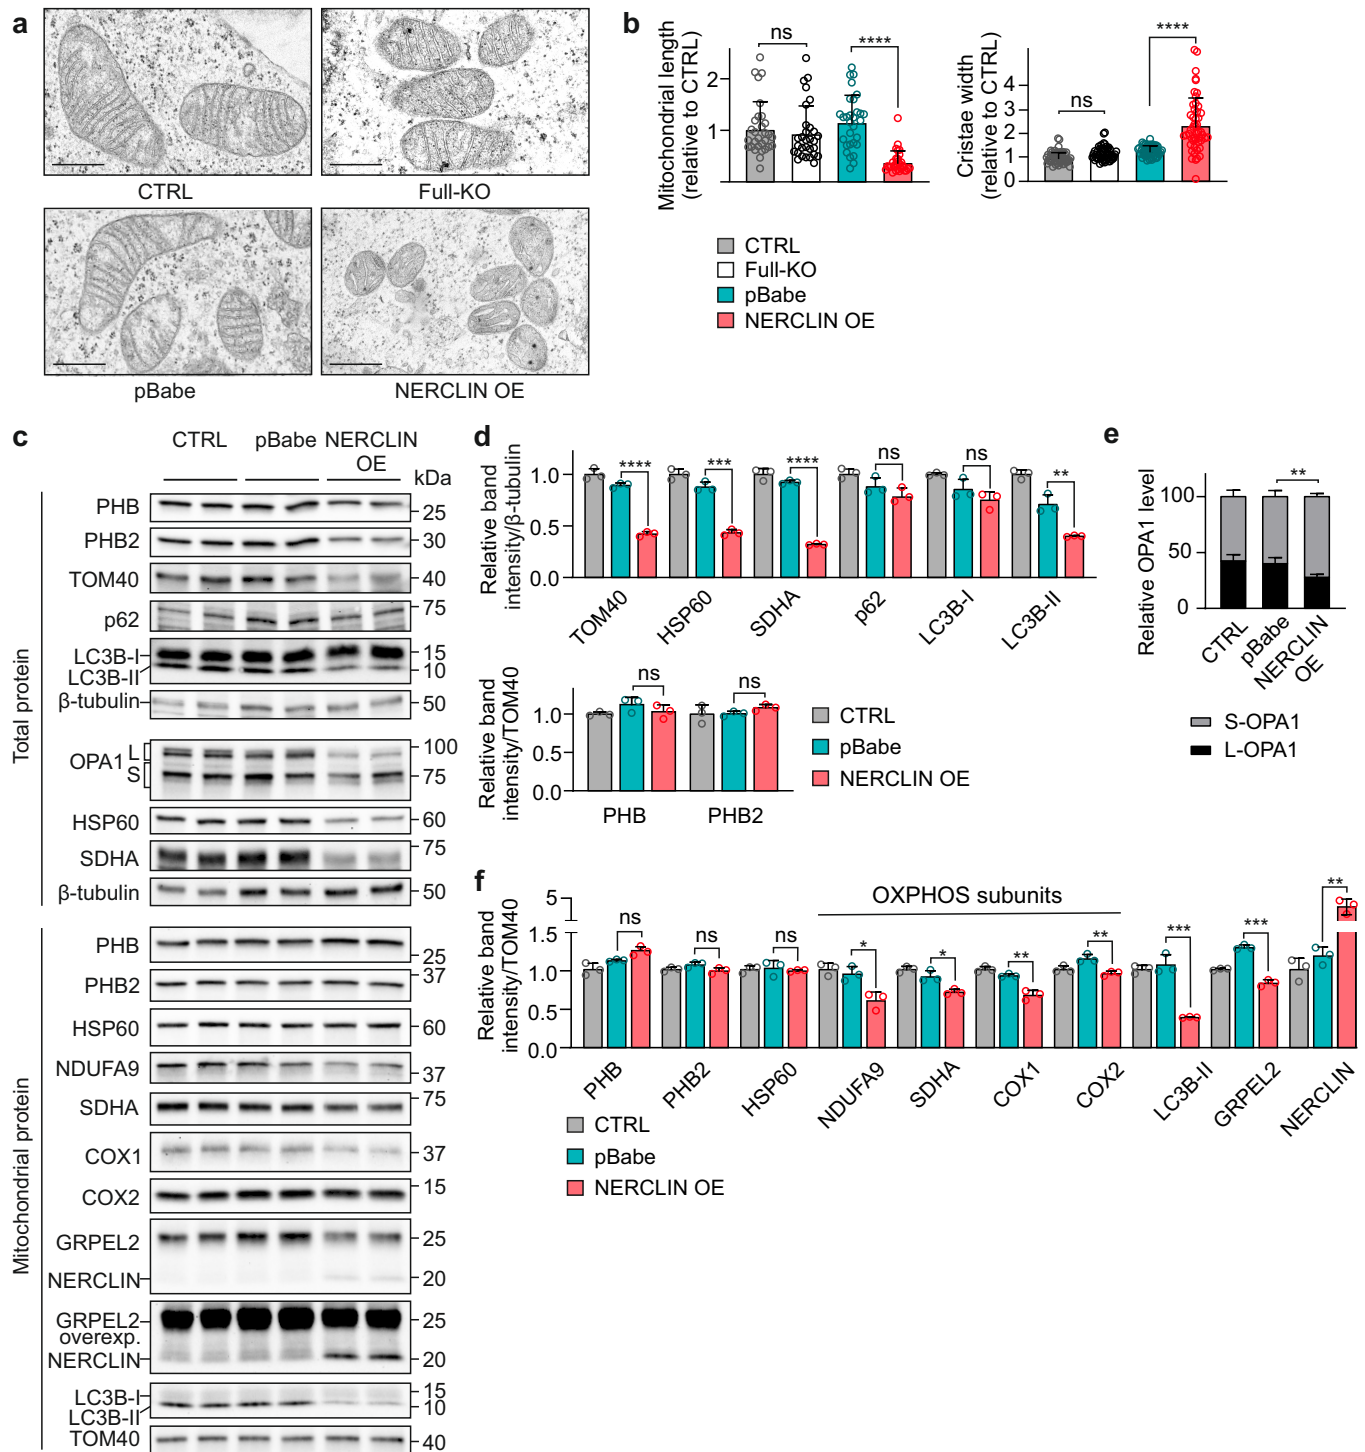 a
CTRL
Full-KO
pBabe
NERCLIN OE
b
Mitochondrial length
(relative to CTRL)
2
1
ns
****
Cristae width
(relative to CTRL)
4
3
2
1
0
ns
****
CTRL
Full-KO
pBabe
NERCLIN OE
c
CTRL
pBabe
NERCLIN
OE
kDa
Total protein
PHB
25
PHB2
30
TOM40
40
p62
75
LC3B-I
15
LC3B-II
10
β-tubulin
50
OPA1
L
S
100
75
HSP60
60
SDHA
75
β-tubulin
50
Mitochondrial protein
PHB
25
PHB2
37
HSP60
60
NDUFA9
37
SDHA
75
COX1
37
COX2
15
GRPEL2
25
NERCLIN
20
GRPEL2
overexp.
25
NERCLIN
20
LC3B-I
15
LC3B-II
10
TOM40
40
d
Relative band
intensity/β-tubulin
1.0
0.5
0.0
****
***
****
ns
ns
**
TOM40
HSP60
SDHA
p62
LC3B-I
LC3B-II
Relative band
intensity/TOM40
1.0
0.5
0.0
ns
ns
PHB
PHB2
CTRL
pBabe
NERCLIN OE
e
Relative OPA1 level
100
50
0
**
CTRL
pBabe
NERCLIN
OE
S-OPA1
L-OPA1
f
Relative band
intensity/TOM40
5
1.5
1.0
0.5
0.0
OXPHOS subunits
ns
ns
ns
*
*
**
**
***
***
**
PHB
PHB2
HSP60
NDUFA9
SDHA
COX1
COX2
LC3B-II
GRPEL2
NERCLIN
CTRL
pBabe
NERCLIN OE